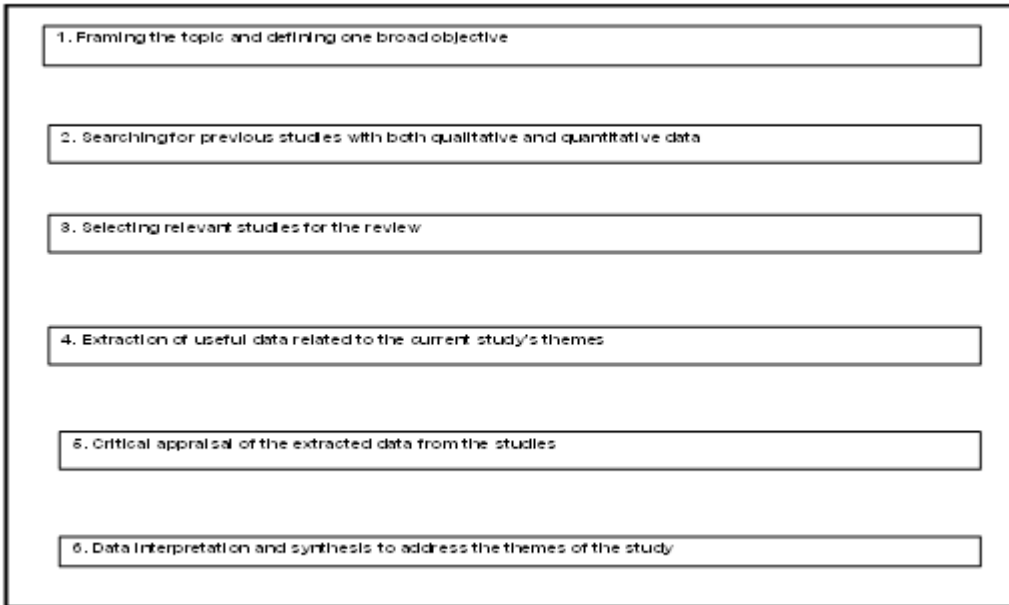 1. Framing the topic and defining one broad objective
2. Searching for previous studies with both qualitative and quantitative data
3. Selecting relevant studies for the review
4. Extraction of useful data related to the current study's themes
5. Critical appraisal of the extracted data from the studies
6. Data interpretation and synthesis to address the themes of the study